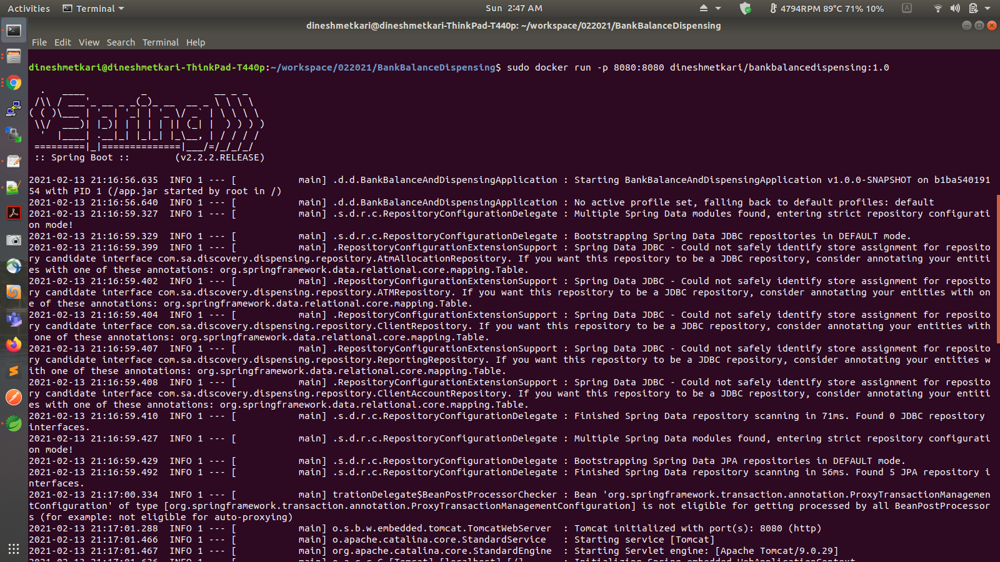 Activities Terminal Sun 2:47 AM 4794RPM 89°C 71% 10% A
dineshmetkari@dineshmetkari-ThinkPad-T440p: ~/workspace/022021/BankBalanceDispensing
File Edit View Search Terminal Help
dineshmetkari@dineshmetkari-ThinkPad-T440p:~/workspace/022021/BankBalanceDispensing$ sudo docker run -p 8080:8080 dineshmetkari/bankbalancedispensing:1.0
Spring
:: Spring Boot ::        (v2.2.2.RELEASE)
2021-02-13 21:16:56.635  INFO 1 --- [           main] .d.d.BankBalanceAndDispensingApplication : Starting BankBalanceAndDispensingApplication v1.0.0-SNAPSHOT on b1ba540191
54 with PID 1 (/app.jar started by root in /)
2021-02-13 21:16:56.640  INFO 1 --- [           main] .d.d.BankBalanceAndDispensingApplication : No active profile set, falling back to default profiles: default
2021-02-13 21:16:59.327  INFO 1 --- [           main] .s.d.r.c.RepositoryConfigurationDelegate : Multiple Spring Data modules found, entering strict repository configurati
on mode!
2021-02-13 21:16:59.329  INFO 1 --- [           main] .s.d.r.c.RepositoryConfigurationDelegate : Bootstrapping Spring Data JDBC repositories in DEFAULT mode.
2021-02-13 21:16:59.399  INFO 1 --- [           main] .RepositoryConfigurationExtensionSupport : Spring Data JDBC - Could not safely identify store assignment for reposito
ry candidate interface com.sa.discovery.dispensing.repository.AtmAllocationRepository. If you want this repository to be a JDBC repository, consider annotating your entiti
es with one of these annotations: org.springframework.data.relational.core.mapping.Table.
2021-02-13 21:16:59.402  INFO 1 --- [           main] .RepositoryConfigurationExtensionSupport : Spring Data JDBC - Could not safely identify store assignment for reposito
ry candidate interface com.sa.discovery.dispensing.repository.ATMRepository. If you want this repository to be a JDBC repository, consider annotating your entities with on
e of these annotations: org.springframework.data.relational.core.mapping.Table.
2021-02-13 21:16:59.404  INFO 1 --- [           main] .RepositoryConfigurationExtensionSupport : Spring Data JDBC - Could not safely identify store assignment for reposito
ry candidate interface com.sa.discovery.dispensing.repository.ClientRepository. If you want this repository to be a JDBC repository, consider annotating your entities with
 one of these annotations: org.springframework.data.relational.core.mapping.Table.
2021-02-13 21:16:59.407  INFO 1 --- [           main] .RepositoryConfigurationExtensionSupport : Spring Data JDBC - Could not safely identify store assignment for reposito
ry candidate interface com.sa.discovery.dispensing.repository.ReportingRepository. If you want this repository to be a JDBC repository, consider annotating your entities w
ith one of these annotations: org.springframework.data.relational.core.mapping.Table.
2021-02-13 21:16:59.408  INFO 1 --- [           main] .RepositoryConfigurationExtensionSupport : Spring Data JDBC - Could not safely identify store assignment for reposito
ry candidate interface com.sa.discovery.dispensing.repository.ClientAccountRepository. If you want this repository to be a JDBC repository, consider annotating your entiti
es with one of these annotations: org.springframework.data.relational.core.mapping.Table.
2021-02-13 21:16:59.410  INFO 1 --- [           main] .s.d.r.c.RepositoryConfigurationDelegate : Finished Spring Data repository scanning in 71ms. Found 0 JDBC repository
interfaces.
2021-02-13 21:16:59.427  INFO 1 --- [           main] .s.d.r.c.RepositoryConfigurationDelegate : Multiple Spring Data modules found, entering strict repository configurati
on mode!
2021-02-13 21:16:59.429  INFO 1 --- [           main] .s.d.r.c.RepositoryConfigurationDelegate : Bootstrapping Spring Data JPA repositories in DEFAULT mode.
2021-02-13 21:16:59.492  INFO 1 --- [           main] .s.d.r.c.RepositoryConfigurationDelegate : Finished Spring Data repository scanning in 56ms. Found 5 JPA repository i
nterfaces.
2021-02-13 21:17:00.334  INFO 1 --- [           main] trationDelegate$BeanPostProcessorChecker : Bean 'org.springframework.transaction.annotation.ProxyTransactionManagemen
tConfiguration' of type [org.springframework.transaction.annotation.ProxyTransactionManagementConfiguration] is not eligible for getting processed by all BeanPostProcessor
s (for example: not eligible for auto-proxying)
2021-02-13 21:17:01.288  INFO 1 --- [           main] o.s.b.w.embedded.tomcat.TomcatWebServer  : Tomcat initialized with port(s): 8080 (http)
2021-02-13 21:17:01.466  INFO 1 --- [           main] o.apache.catalina.core.StandardService   : Starting service [Tomcat]
2021-02-13 21:17:01.467  INFO 1 --- [           main] org.apache.catalina.core.StandardEngine  : Starting Servlet engine: [Apache Tomcat/9.0.29]
2021-02-13 21:17:01.636  INFO 1 --- [           main] o.a.c.c.C.[Tomcat].[localhost].[/]       : Initializing Spring embedded WebApplicationContext